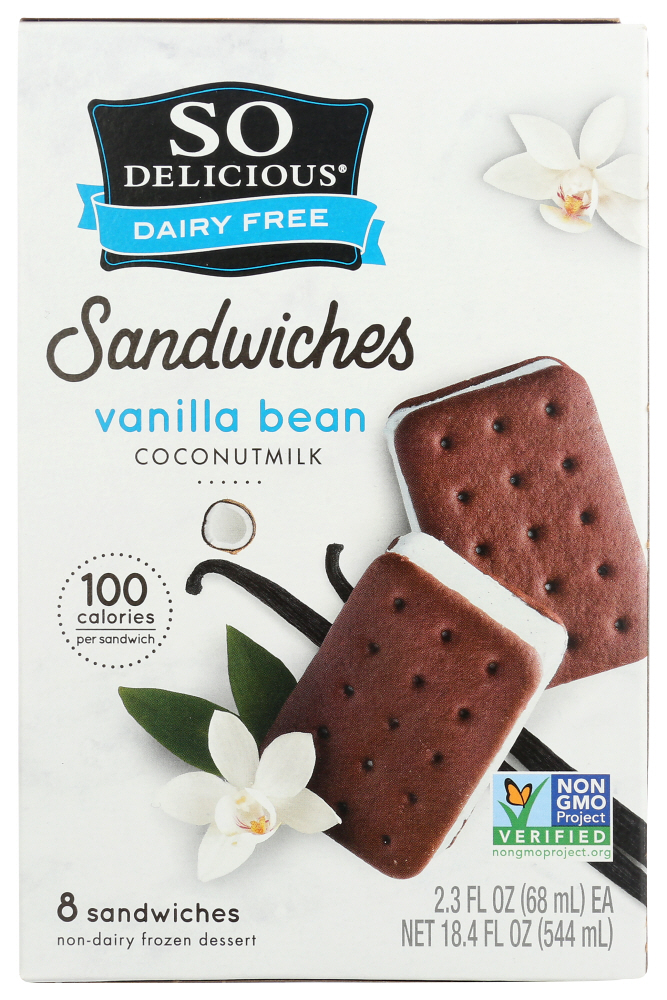 SO
DELICIOUS®
DAIRY FREE
Sandwiches
vanilla bean
COCONUTMILK
100
calories
per sandwich
NON
GMO
Project
VERIFIED
nongmoproject.org
8 sandwiches
non-dairy frozen dessert
2.3 FL OZ (68 mL) EA
NET 18.4 FL OZ (544 mL)